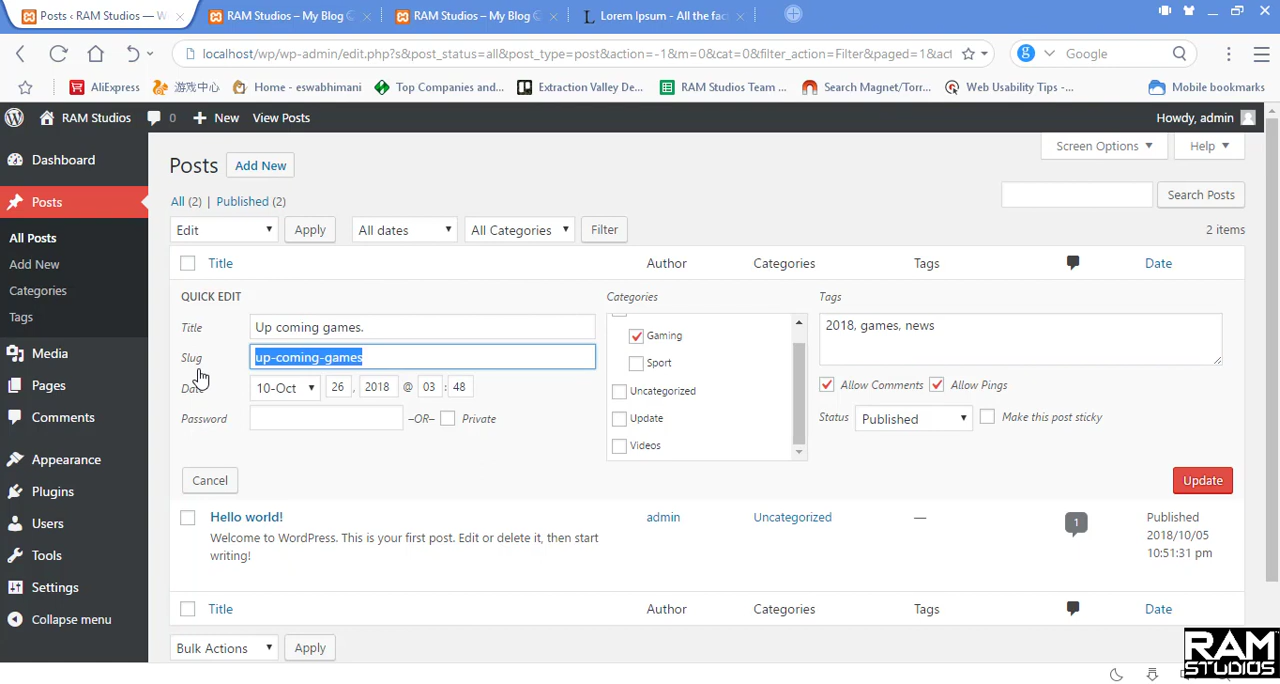 Posts ‹ RAM Studios — W
RAM Studios – My Blog
RAM Studios – My Blog
Lorem Ipsum - All the fac
localhost/wp/wp-admin/edit.php?s&post_status=all&post_type=post&action=-1&m=0&cat=0&filter_action=Filter&paged=1&act
Google
AliExpress
游戏中心
Home - eswabhimani
Top Companies and...
Extraction Valley De...
RAM Studios Team ...
Search Magnet/Torr...
Web Usability Tips -...
Mobile bookmarks
RAM Studios
0
New
View Posts
Howdy, admin
Dashboard
Posts
All Posts
Add New
Categories
Tags
Media
Pages
Comments
Appearance
Plugins
Users
Tools
Settings
Collapse menu
Posts
Add New
Screen Options
Help
All (2) | Published (2)
Search Posts
Edit
Apply
All dates
All Categories
Filter
2 items
Title
Author
Categories
Tags
Date
QUICK EDIT
Title
Up coming games.
Slug
up-coming-games
Date
10-Oct
26 , 2018 @ 03 : 48
Password
–OR–
Private
Categories
Gaming
Sport
Uncategorized
Update
Videos
Tags
2018, games, news
Allow Comments
Allow Pings
Status
Published
Make this post sticky
Cancel
Update
Hello world!
Welcome to WordPress. This is your first post. Edit or delete it, then start
writing!
admin
Uncategorized
—
1
Published
2018/10/05
10:51:31 pm
Title
Author
Categories
Tags
Date
Bulk Actions
Apply
RAM
STUDIOS